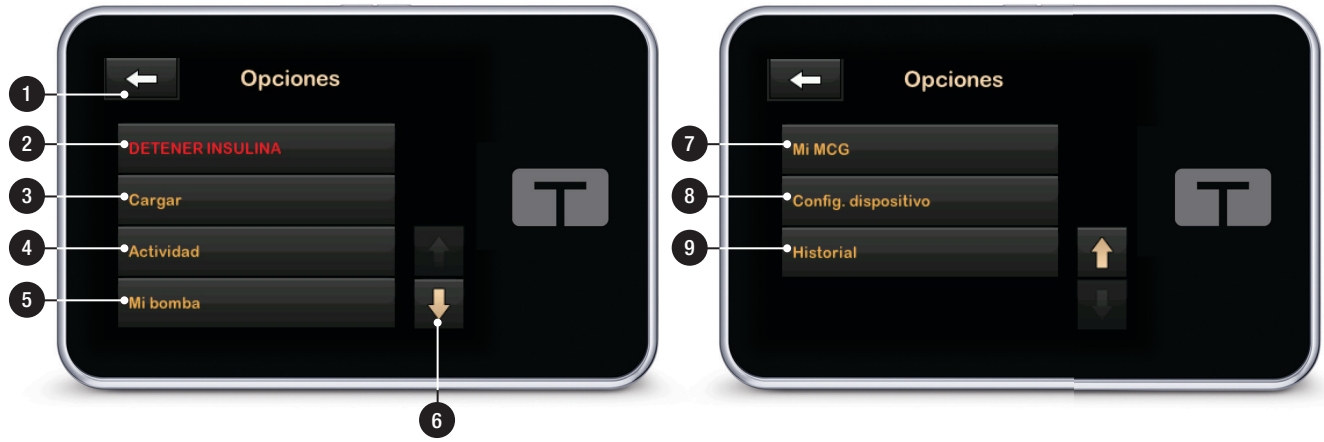 Opciones
1
2
DETENER INSULINA
3
Cargar
4
Actividad
5
Mi bomba
6
Opciones
7
Mi MCG
8
Config. dispositivo
9
Historial